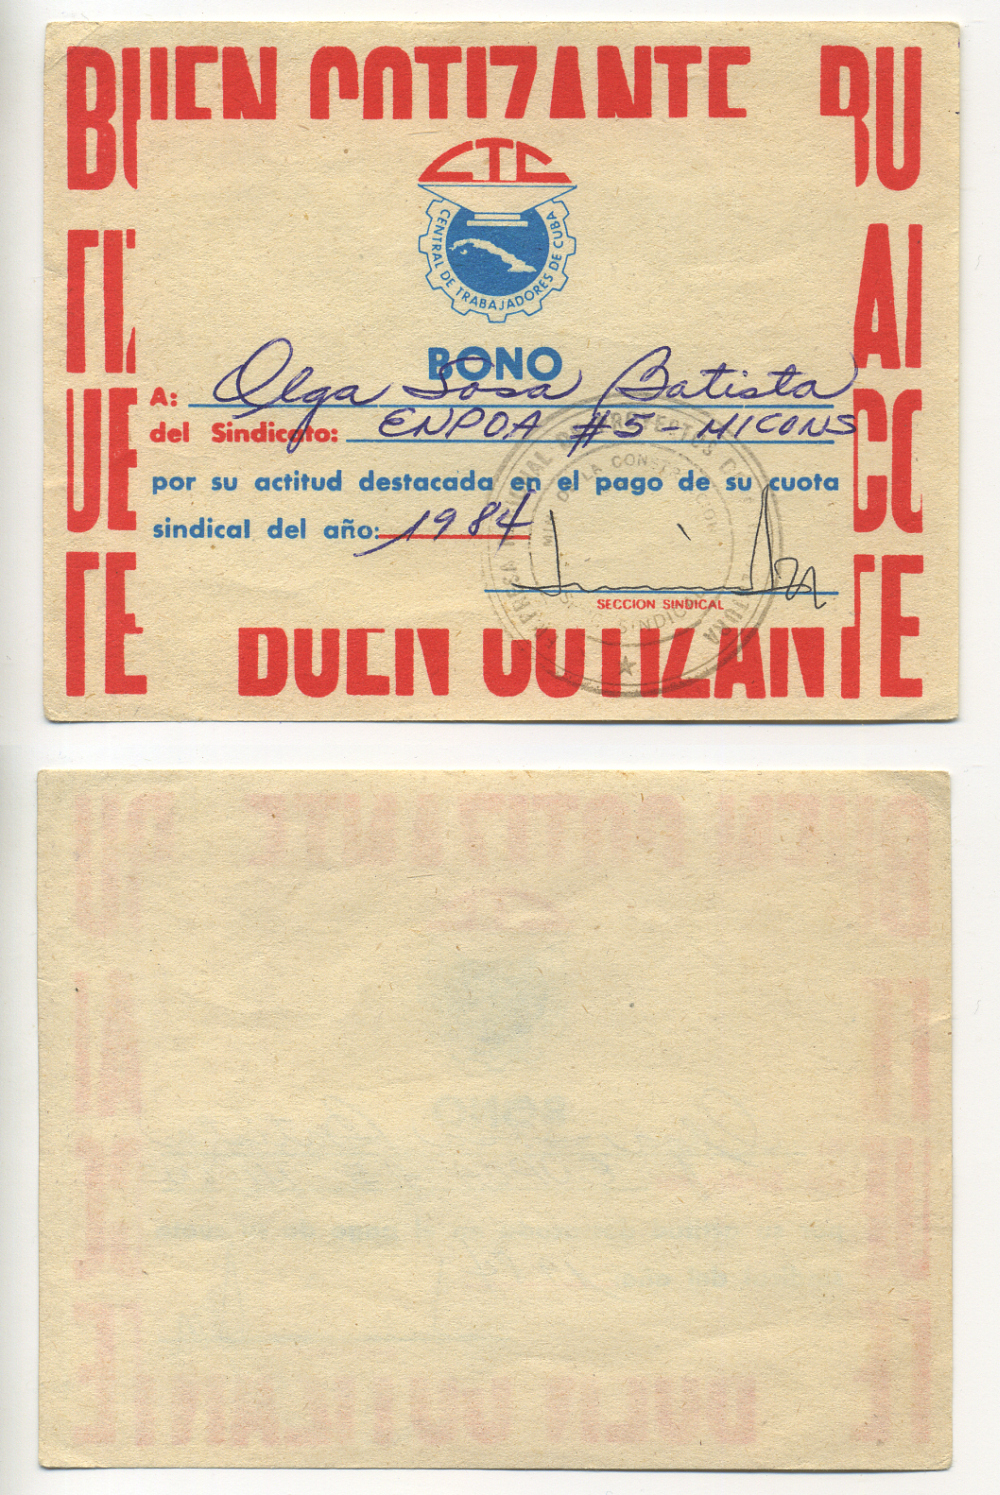 BUEN COTIZANTE BU
CTC
CENTRAL DE TRABAJADORES DE CUBA
BONO
A: Olga Sosa Batista
del Sindicato: ENPOA #5 - MICONS
por su actitud destacada en el pago de su cuota
sindical del año: 1984
SECCION SINDICAL
BUEN COTIZANTE